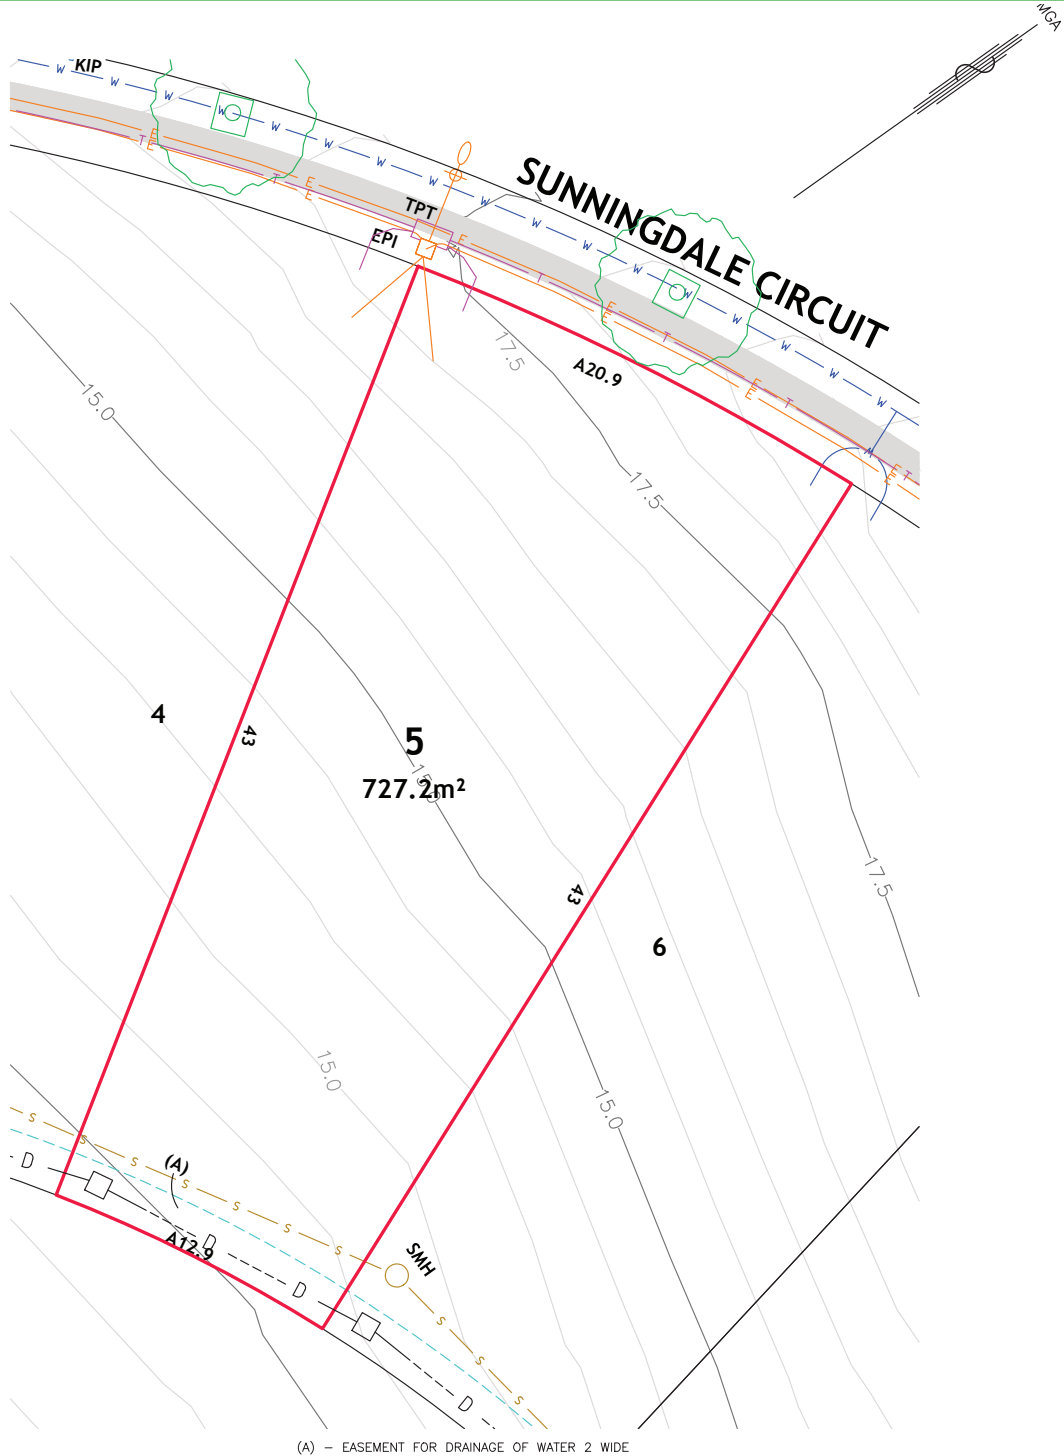 MGA
KIP
SUNNINGDALE CIRCUIT
TPT
EPI
17.5
A20.9
15.0
17.5
4
43
5
15.0
727.2m²
17.5
43
6
15.0
15.0
(A)
A12.9
SMH
W W W W W W W W W W W W W W W W
E E E E E E E E E E E E
T T T T T T
M
S S S S S S S S S S
D D D D
(A) – EASEMENT FOR DRAINAGE OF WATER 2 WIDE